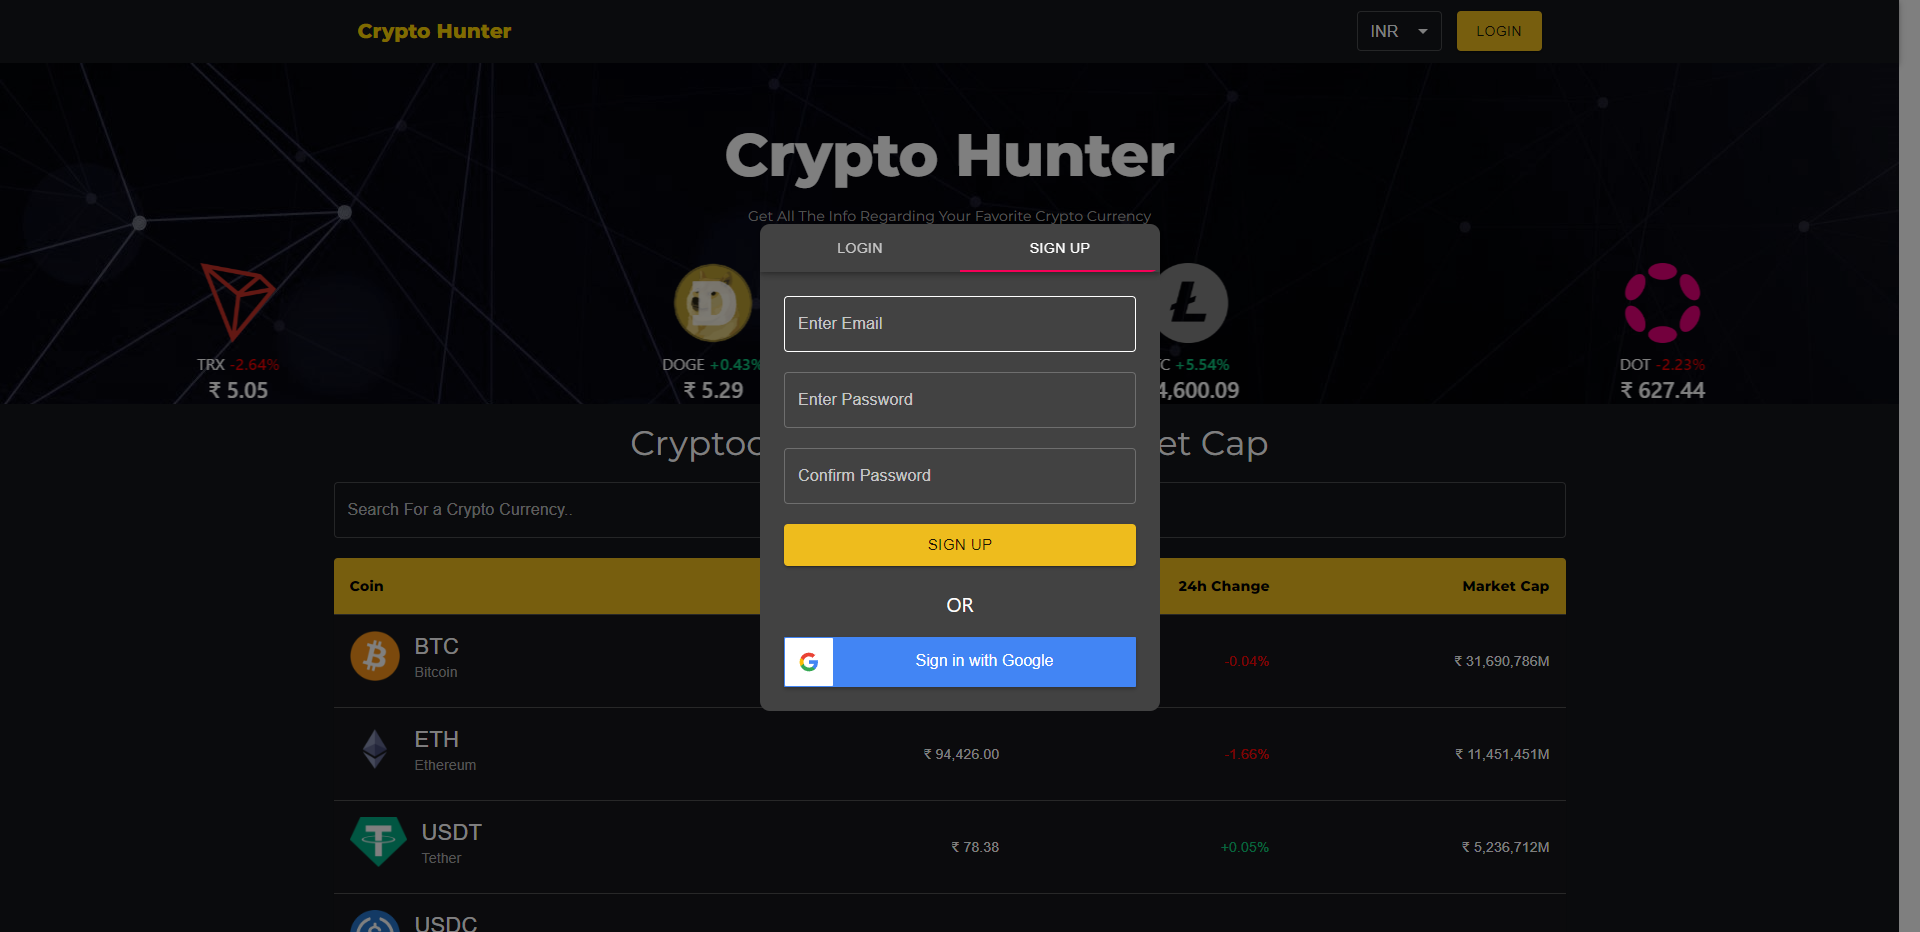 Crypto Hunter
INR
LOGIN
Crypto Hunter
Get All The Info Regarding Your Favorite Crypto Currency
LOGIN
SIGN UP
TRX -2.64%
₹ 5.05
DOGE +0.43%
₹ 5.29
C +5.54%
4,600.09
DOT -2.23%
₹ 627.44
Enter Email
Enter Password
Confirm Password
SIGN UP
OR
Sign in with Google
Cryptoc
et Cap
Search For a Crypto Currency..
Coin
24h Change
Market Cap
BTC
Bitcoin
-0.04%
₹ 31,690,786M
ETH
Ethereum
₹ 94,426.00
-1.66%
₹ 11,451,451M
USDT
Tether
₹ 78.38
+0.05%
₹ 5,236,712M
USDC